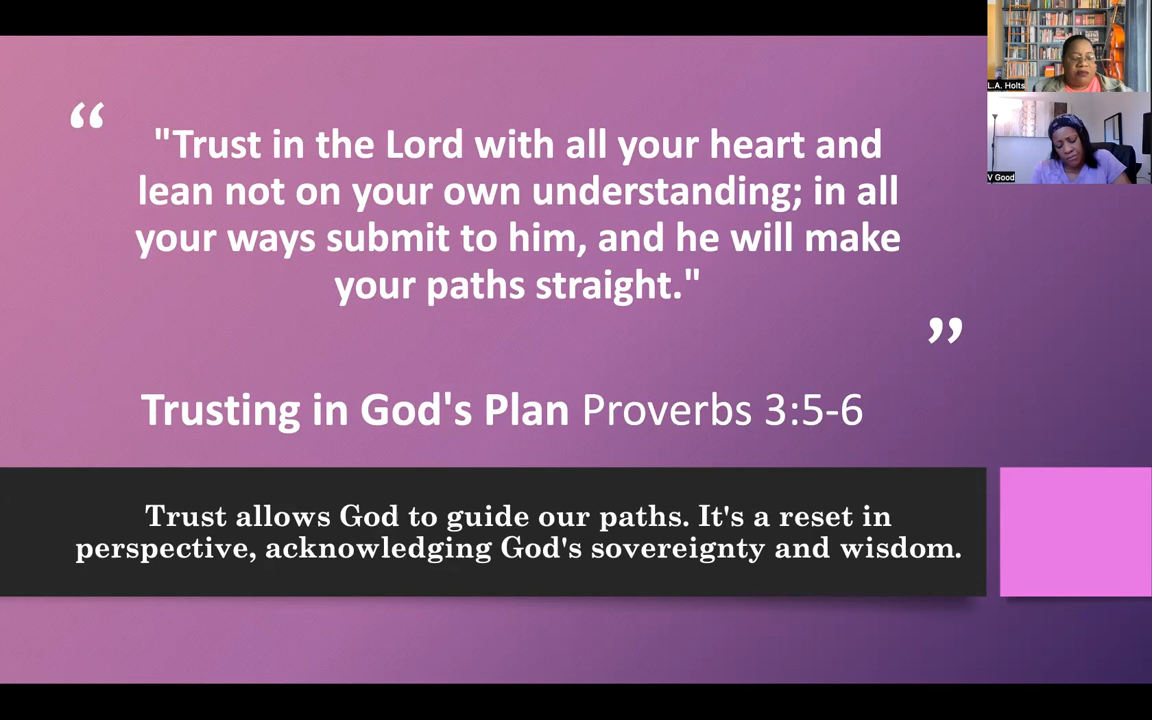 “
"Trust in the Lord with all your heart and
lean not on your own understanding; in all
your ways submit to him, and he will make
your paths straight."
”
Trusting in God's Plan Proverbs 3:5-6
Trust allows God to guide our paths. It's a reset in
perspective, acknowledging God's sovereignty and wisdom.
L.A. Holts
V Good